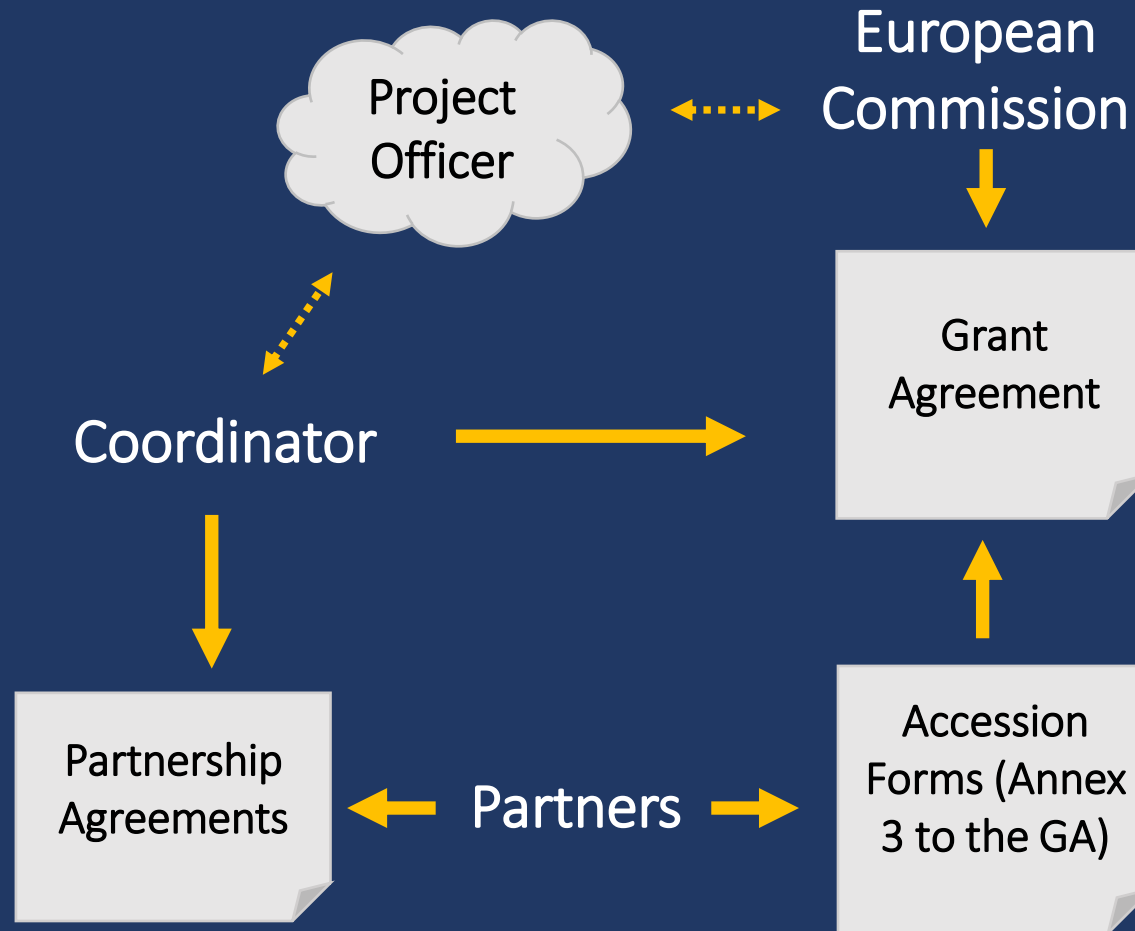 Project
Officer
European
Commission
Grant
Agreement
Coordinator
Partnership
Agreements
Partners
Accession
Forms (Annex
3 to the GA)